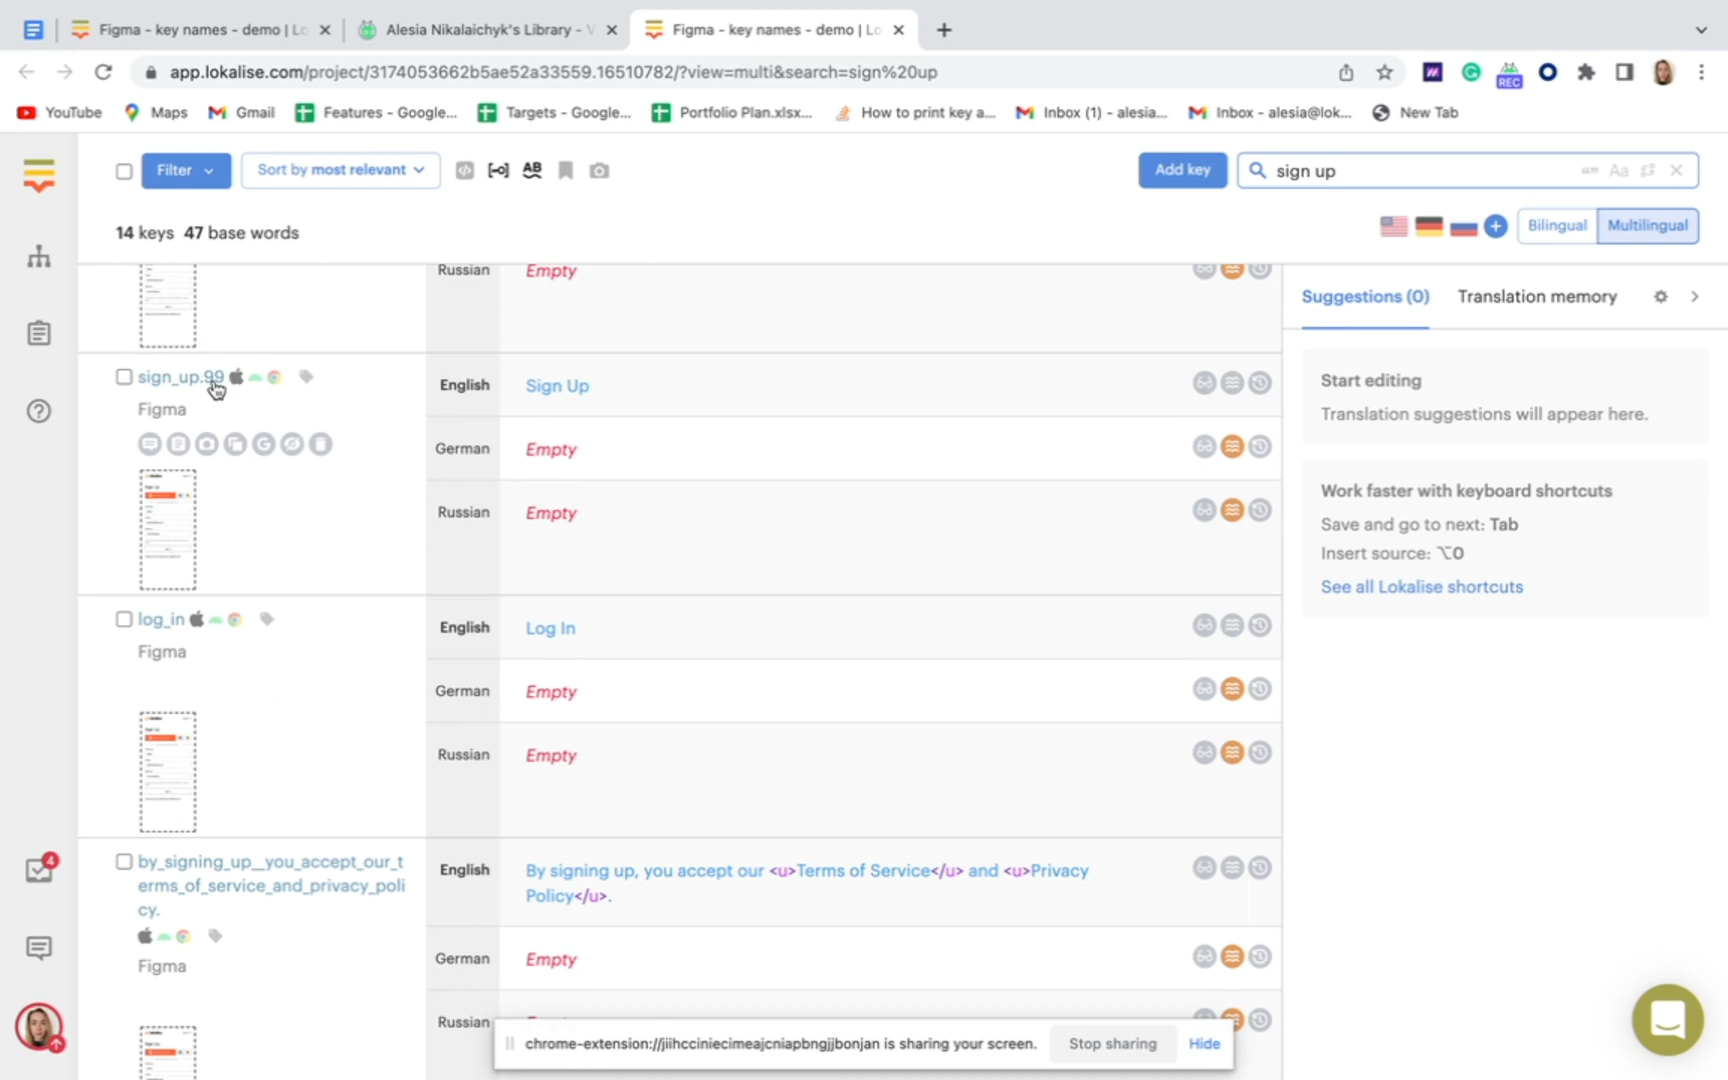 Figma - key names - demo | Lo
Alesia Nikalaichyk's Library - V
Figma - key names - demo | Lo
app.lokalise.com/project/3174053662b5ae52a33559.16510782/?view=multi&search=sign%20up
REC
YouTube
Maps
Gmail
Features - Google...
Targets - Google...
Portfolio Plan.xlsx...
How to print key a...
Inbox (1) - alesia...
Inbox - alesia@lok...
New Tab
Filter
Sort by most relevant
AB
Add key
sign up
Aa
14 keys 47 base words
Bilingual
Multilingual
Russian
Empty
Suggestions (0)
Translation memory
sign_up.99
Figma
English
Sign Up
German
Empty
Russian
Empty
Start editing
Translation suggestions will appear here.
Work faster with keyboard shortcuts
Save and go to next: Tab
Insert source: ⌥0
See all Lokalise shortcuts
log_in
Figma
English
Log In
German
Empty
Russian
Empty
by_signing_up__you_accept_our_t
erms_of_service_and_privacy_poli
cy.
Figma
English
By signing up, you accept our <u>Terms of Service</u> and <u>Privacy
Policy</u>.
German
Empty
Russian
4
chrome-extension://jiihcciniecimeajcniapbngjjbonjan is sharing your screen.
Stop sharing
Hide